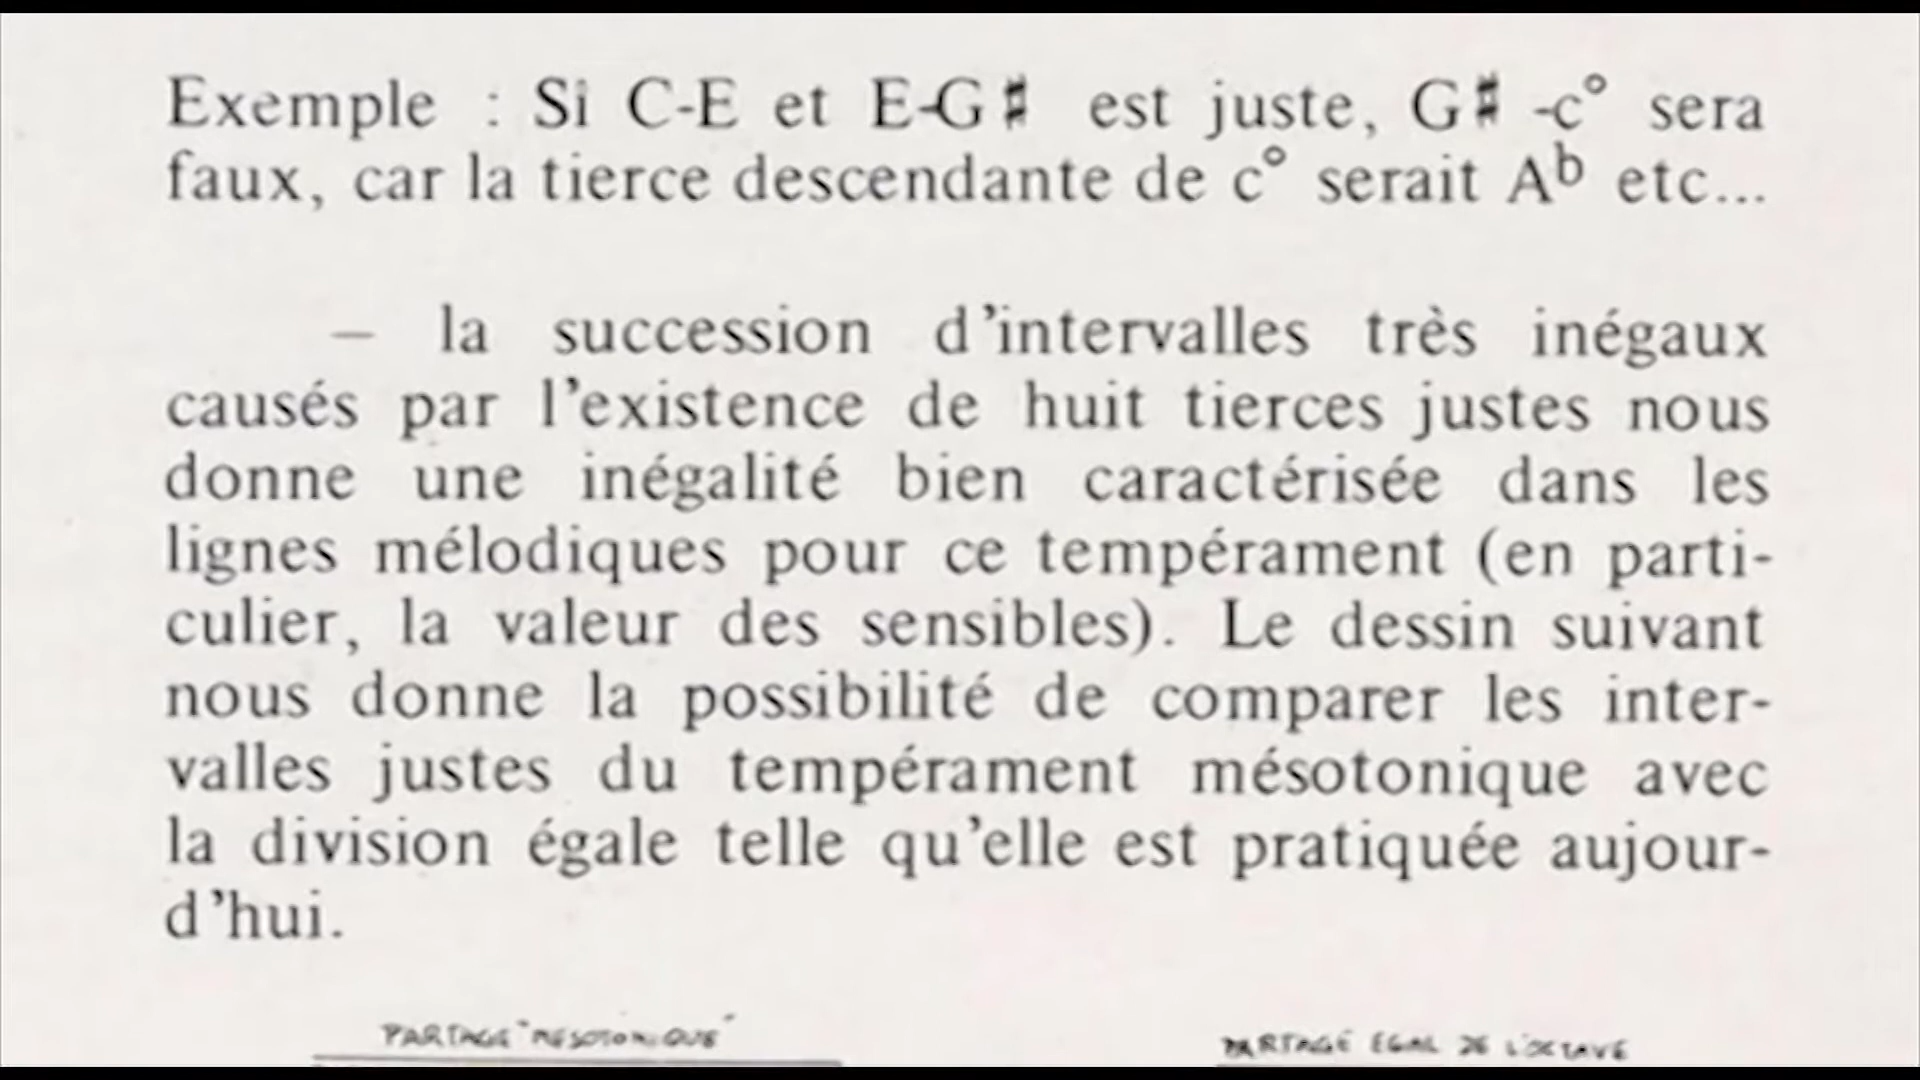 Exemple : Si C-E et E-G♯ est juste, G♯ -c° sera
faux, car la tierce descendante de c° serait Ab etc...
— la succession d'intervalles très inégaux
causés par l'existence de huit tierces justes nous
donne une inégalité bien caractérisée dans les
lignes mélodiques pour ce tempérament (en parti-
culier, la valeur des sensibles). Le dessin suivant
nous donne la possibilité de comparer les inter-
valles justes du tempérament mésotonique avec
la division égale telle qu'elle est pratiquée aujour-
d'hui.
PARTAGE "MESOTONIQUE"
PARTAGE EGAL DE L'OCTAVE